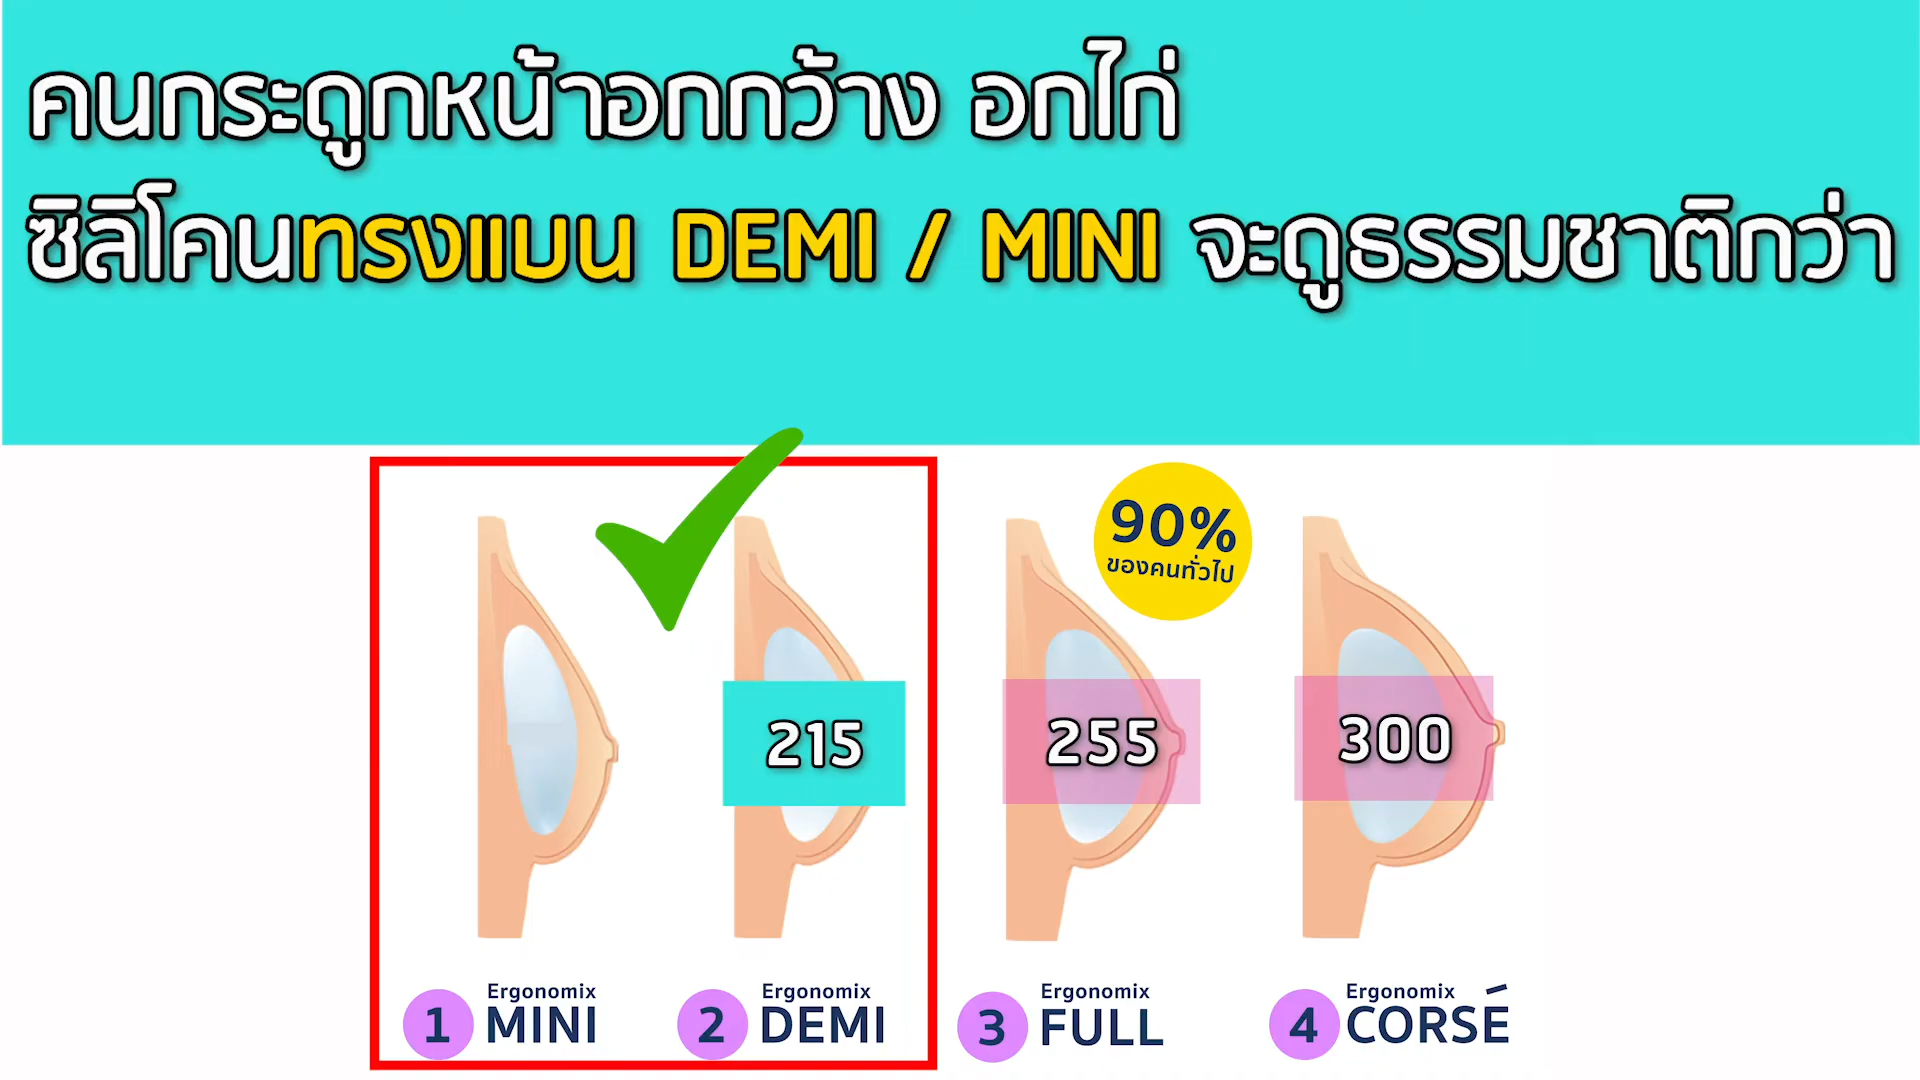 คนกระดูกหน้าอกกว้าง อกไก่
ซิลิโคนทรงแบน DEMI / MINI จะดูธรรมชาติกว่า
90%
ของคนทั่วไป
215
255
300
1 Ergonomix MINI
2 Ergonomix DEMI
3 Ergonomix FULL
4 Ergonomix CORSÉ